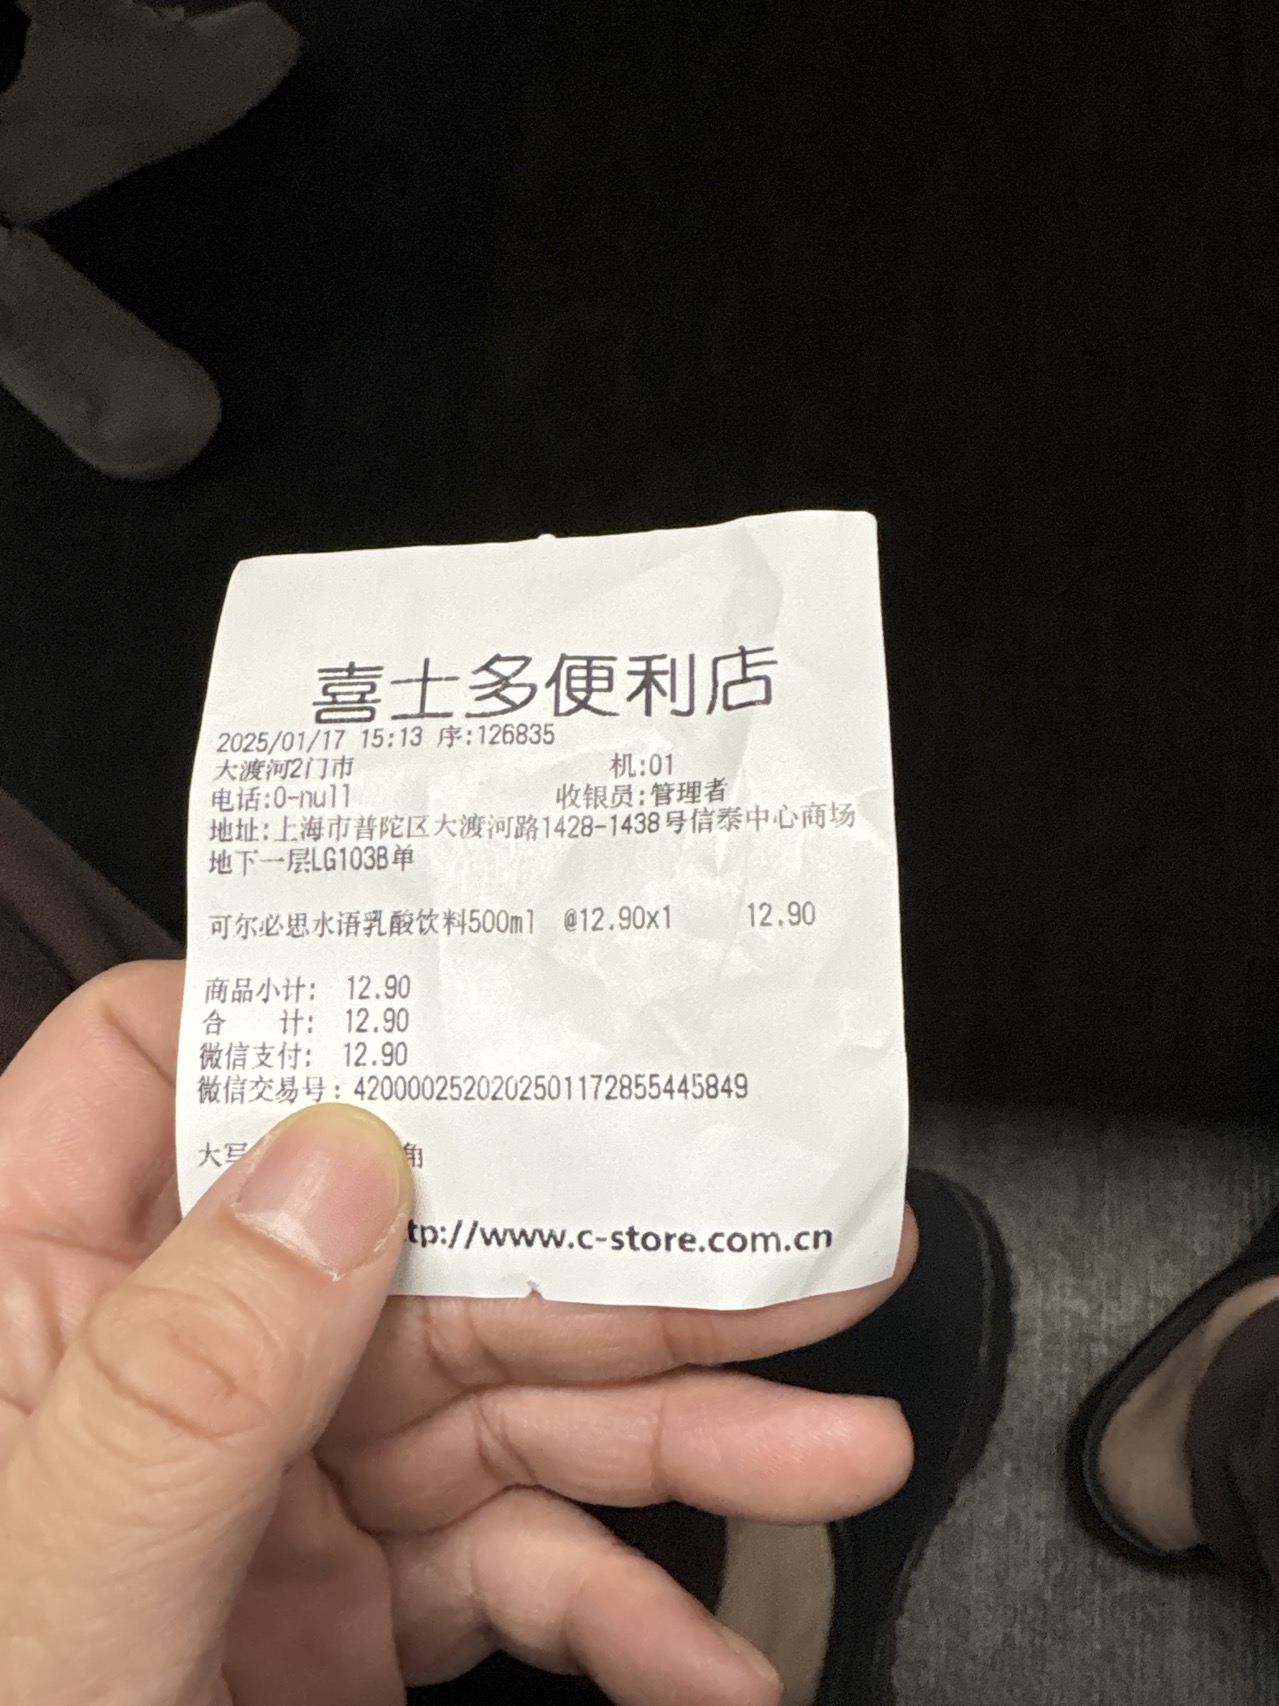 喜士多便利店
2025/01/17 15:13 序:126835
大渡河2门市 机:01
电话:0-null 收银员:管理者
地址:上海市普陀区大渡河路1428-1438号信泰中心商场
地下一层LG103B单
可尔必思水语乳酸饮料500ml @12.90x1 12.90
商品小计: 12.90
合 计: 12.90
微信支付: 12.90
微信交易号:4200002520202501172855445849
大写 角
tp://www.c-store.com.cn